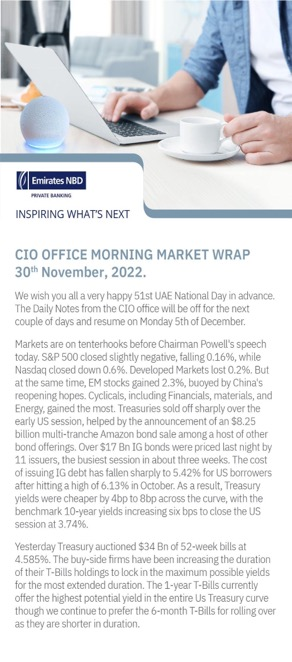 Emirates NBD
PRIVATE BANKING
INSPIRING WHAT'S NEXT
CIO OFFICE MORNING MARKET WRAP
30th November, 2022.
We wish you all a very happy 51st UAE National Day in advance.
The Daily Notes from the CIO office will be off for the next
couple of days and resume on Monday 5th of December.
Markets are on tenterhooks before Chairman Powell's speech
today. S&P 500 closed slightly negative, falling 0.16%, while
Nasdaq closed down 0.6%. Developed Markets lost 0.2%. But
at the same time, EM stocks gained 2.3%, buoyed by China's
reopening hopes. Cyclicals, including Financials, materials, and
Energy, gained the most. Treasuries sold off sharply over the
early US session, helped by the announcement of an $8.25
billion multi-tranche Amazon bond sale among a host of other
bond offerings. Over $17 Bn IG bonds were priced last night by
11 issuers, the busiest session in about three weeks. The cost
of issuing IG debt has fallen sharply to 5.42% for US borrowers
after hitting a high of 6.13% in October. As a result, Treasury
yields were cheaper by 4bp to 8bp across the curve, with the
benchmark 10-year yields increasing six bps to close the US
session at 3.74%.
Yesterday Treasury auctioned $34 Bn of 52-week bills at
4.585%. The buy-side firms have been increasing the duration
of their T-Bills holdings to lock in the maximum possible yields
for the most extended duration. The 1-year T-Bills currently
offer the highest potential yield in the entire Us Treasury curve
though we continue to prefer the 6-month T-Bills for rolling over
as they are shorter in duration.